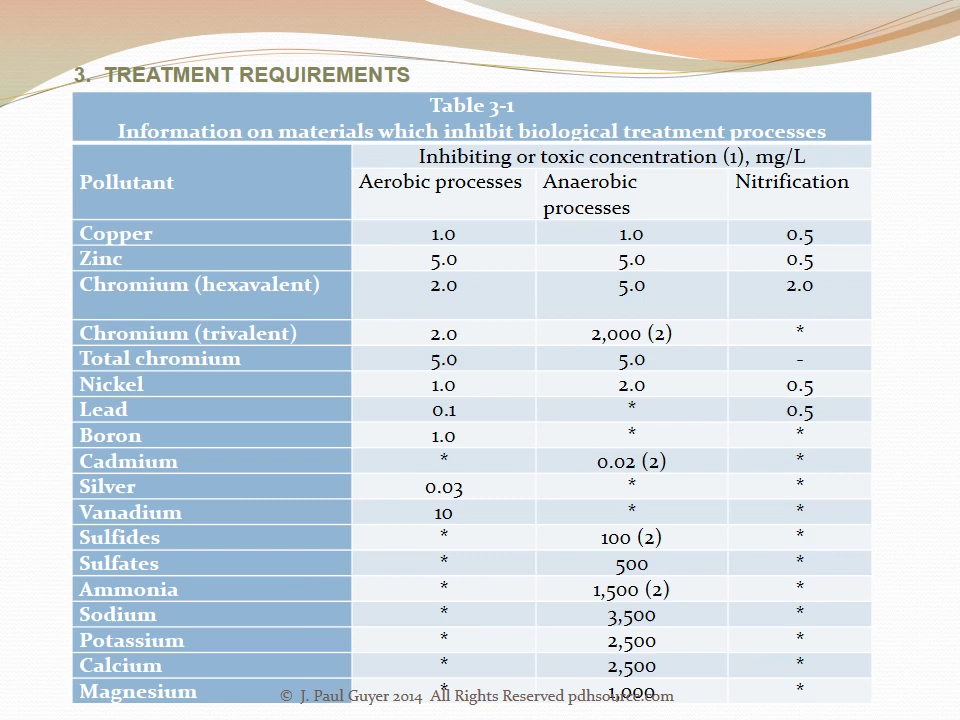 3. TREATMENT REQUIREMENTS
Table 3-1
Information on materials which inhibit biological treatment processes
Pollutant
Inhibiting or toxic concentration (1), mg/L
Aerobic processes Anaerobic processes Nitrification
Copper 1.0 1.0 0.5
Zinc 5.0 5.0 0.5
Chromium (hexavalent) 2.0 5.0 2.0
Chromium (trivalent) 2.0 2,000 (2) *
Total chromium 5.0 5.0 -
Nickel 1.0 2.0 0.5
Lead 0.1 * 0.5
Boron 1.0 * *
Cadmium * 0.02 (2) *
Silver 0.03 * *
Vanadium 10 * *
Sulfides * 100 (2) *
Sulfates * 500 *
Ammonia * 1,500 (2) *
Sodium * 3,500 *
Potassium * 2,500 *
Calcium * 2,500 *
Magnesium * 1,000 *
© J. Paul Guyer 2014 All Rights Reserved pdhsource.com